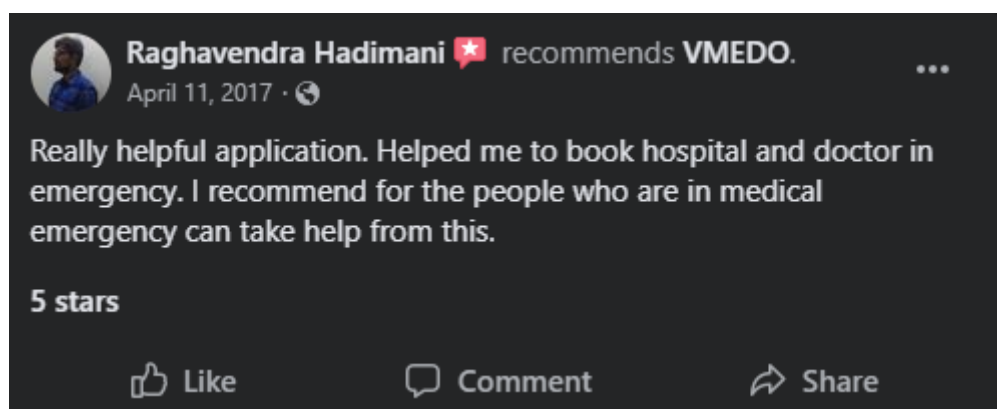 Raghavendra Hadimani recommends VMEDO.
April 11, 2017 ·
Really helpful application. Helped me to book hospital and doctor in
emergency. I recommend for the people who are in medical
emergency can take help from this.
5 stars
Like Comment Share